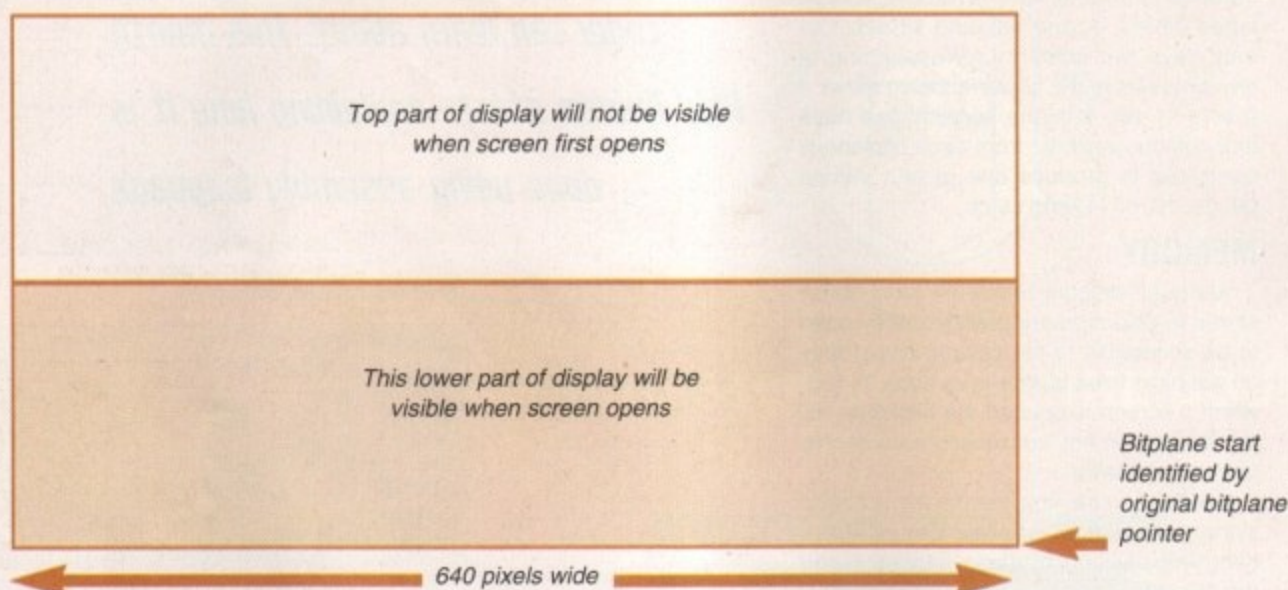 Top part of display will not be visible
when screen first opens
This lower part of display will be
visible when screen opens
Bitplane start
identified by
original bitplane
pointer
640 pixels wide